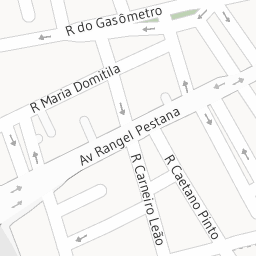 R do Gasômetro
R Maria Domitila
Av Rangel Pestana
R Carneiro Leão
R Caetano Pinto